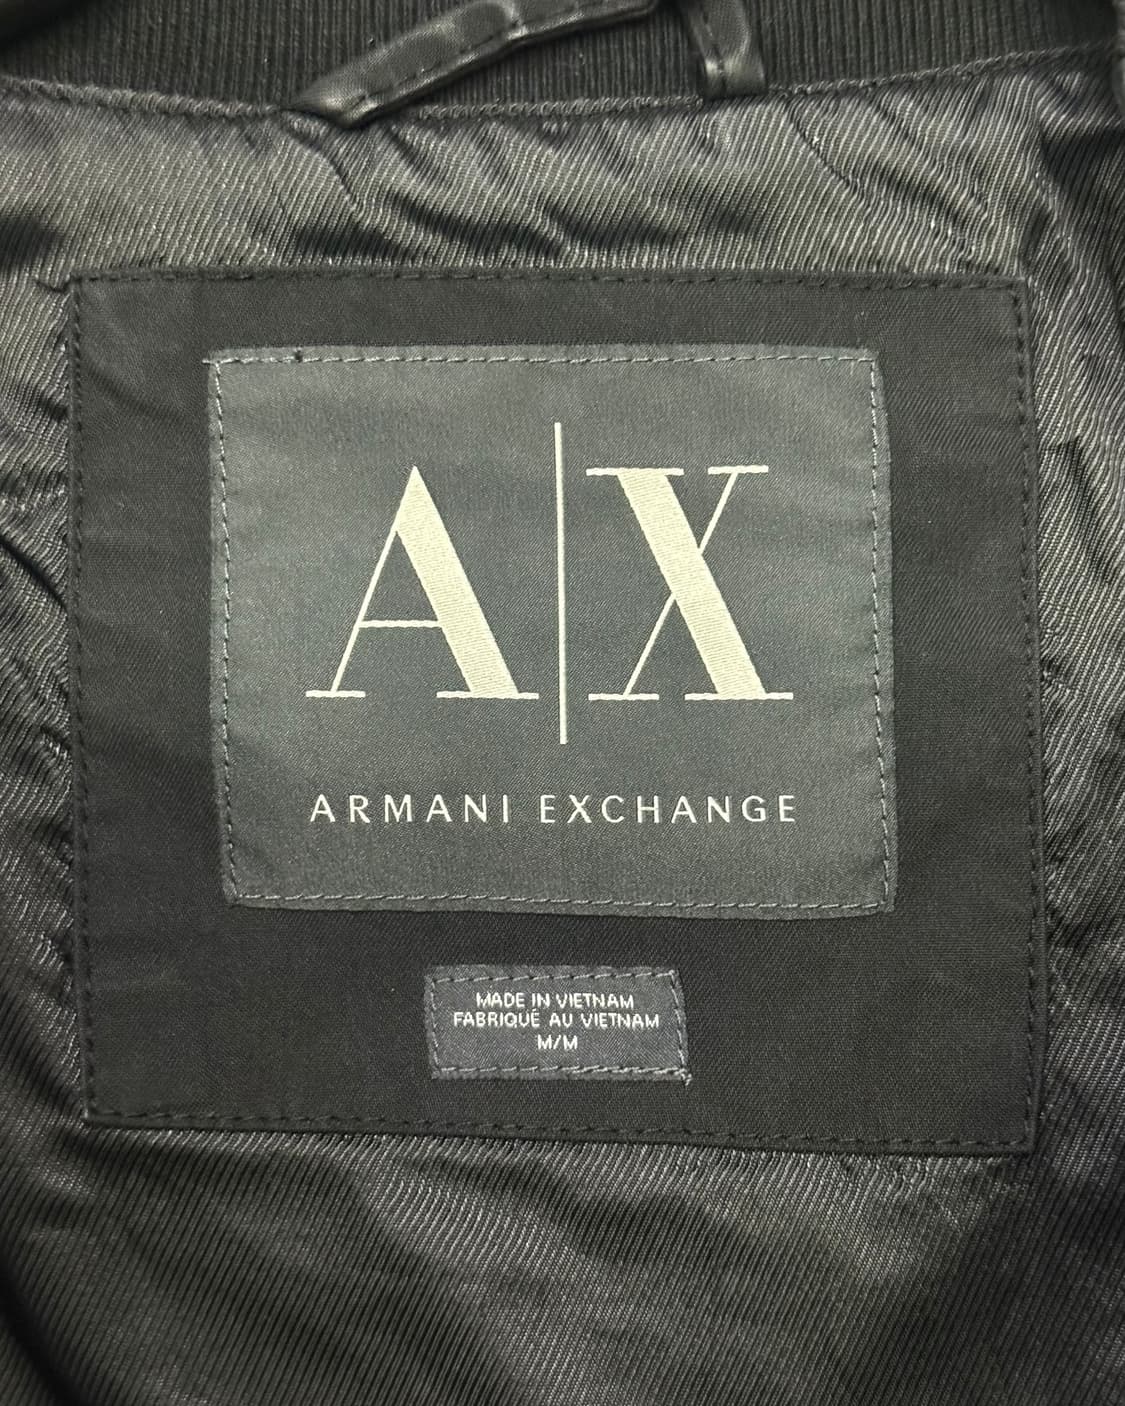 A|X
ARMANI EXCHANGE
MADE IN VIETNAM
FABRIQUÉ AU VIETNAM
M/M